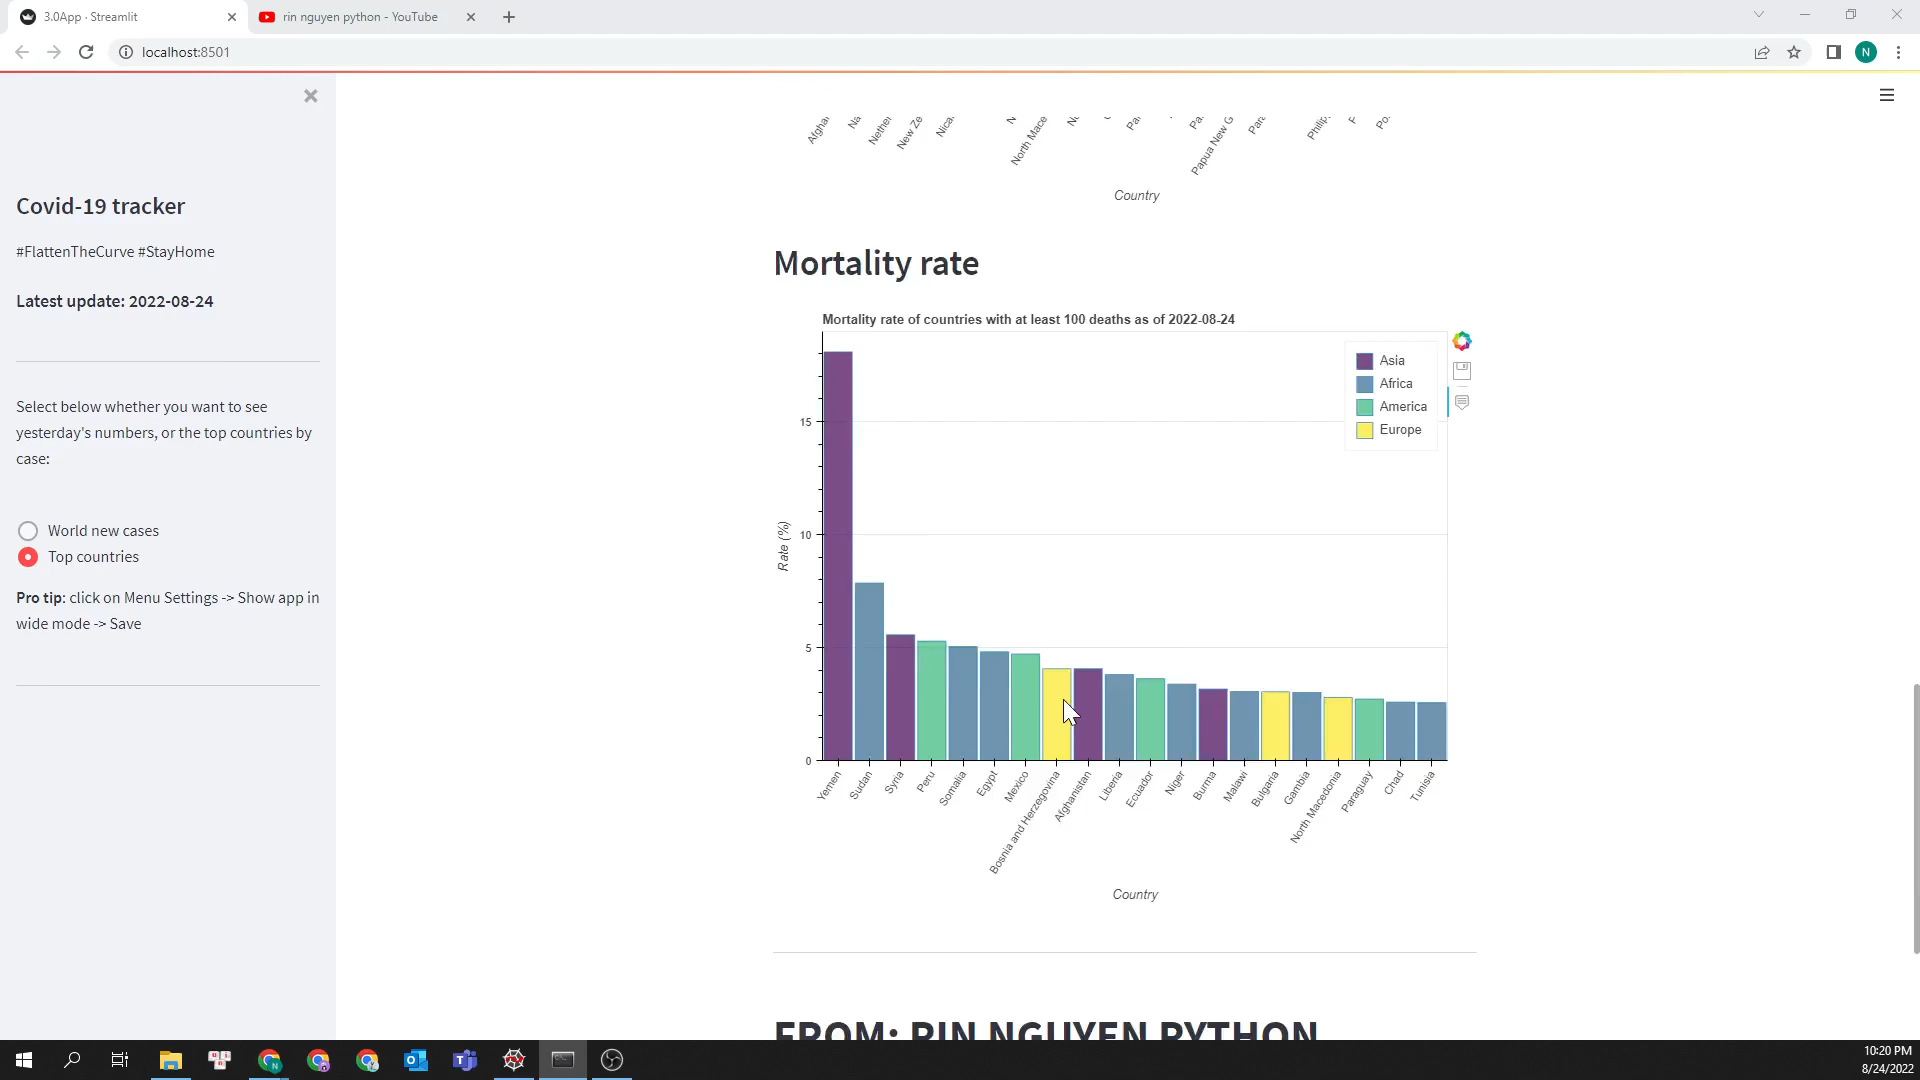 3.0App · Streamlit
rin nguyen python - YouTube
localhost:8501
N
Covid-19 tracker
#FlattenTheCurve #StayHome
Latest update: 2022-08-24
Select below whether you want to see
yesterday's numbers, or the top countries by
case:
World new cases
Top countries
Pro tip: click on Menu Settings -> Show app in
wide mode -> Save
Country
Mortality rate
Mortality rate of countries with at least 100 deaths as of 2022-08-24
Asia
Africa
America
Europe
Rate (%)
15
10
5
0
Yemen
Sudan
Syria
Peru
Somalia
Egypt
Mexico
Bosnia and Herzegovina
Afghanistan
Liberia
Ecuador
Niger
Burma
Malawi
Bulgaria
Gambia
North Macedonia
Paraguay
Chad
Tunisia
Country
FROM: RIN NGUYEN PYTHON
10:20 PM
8/24/2022